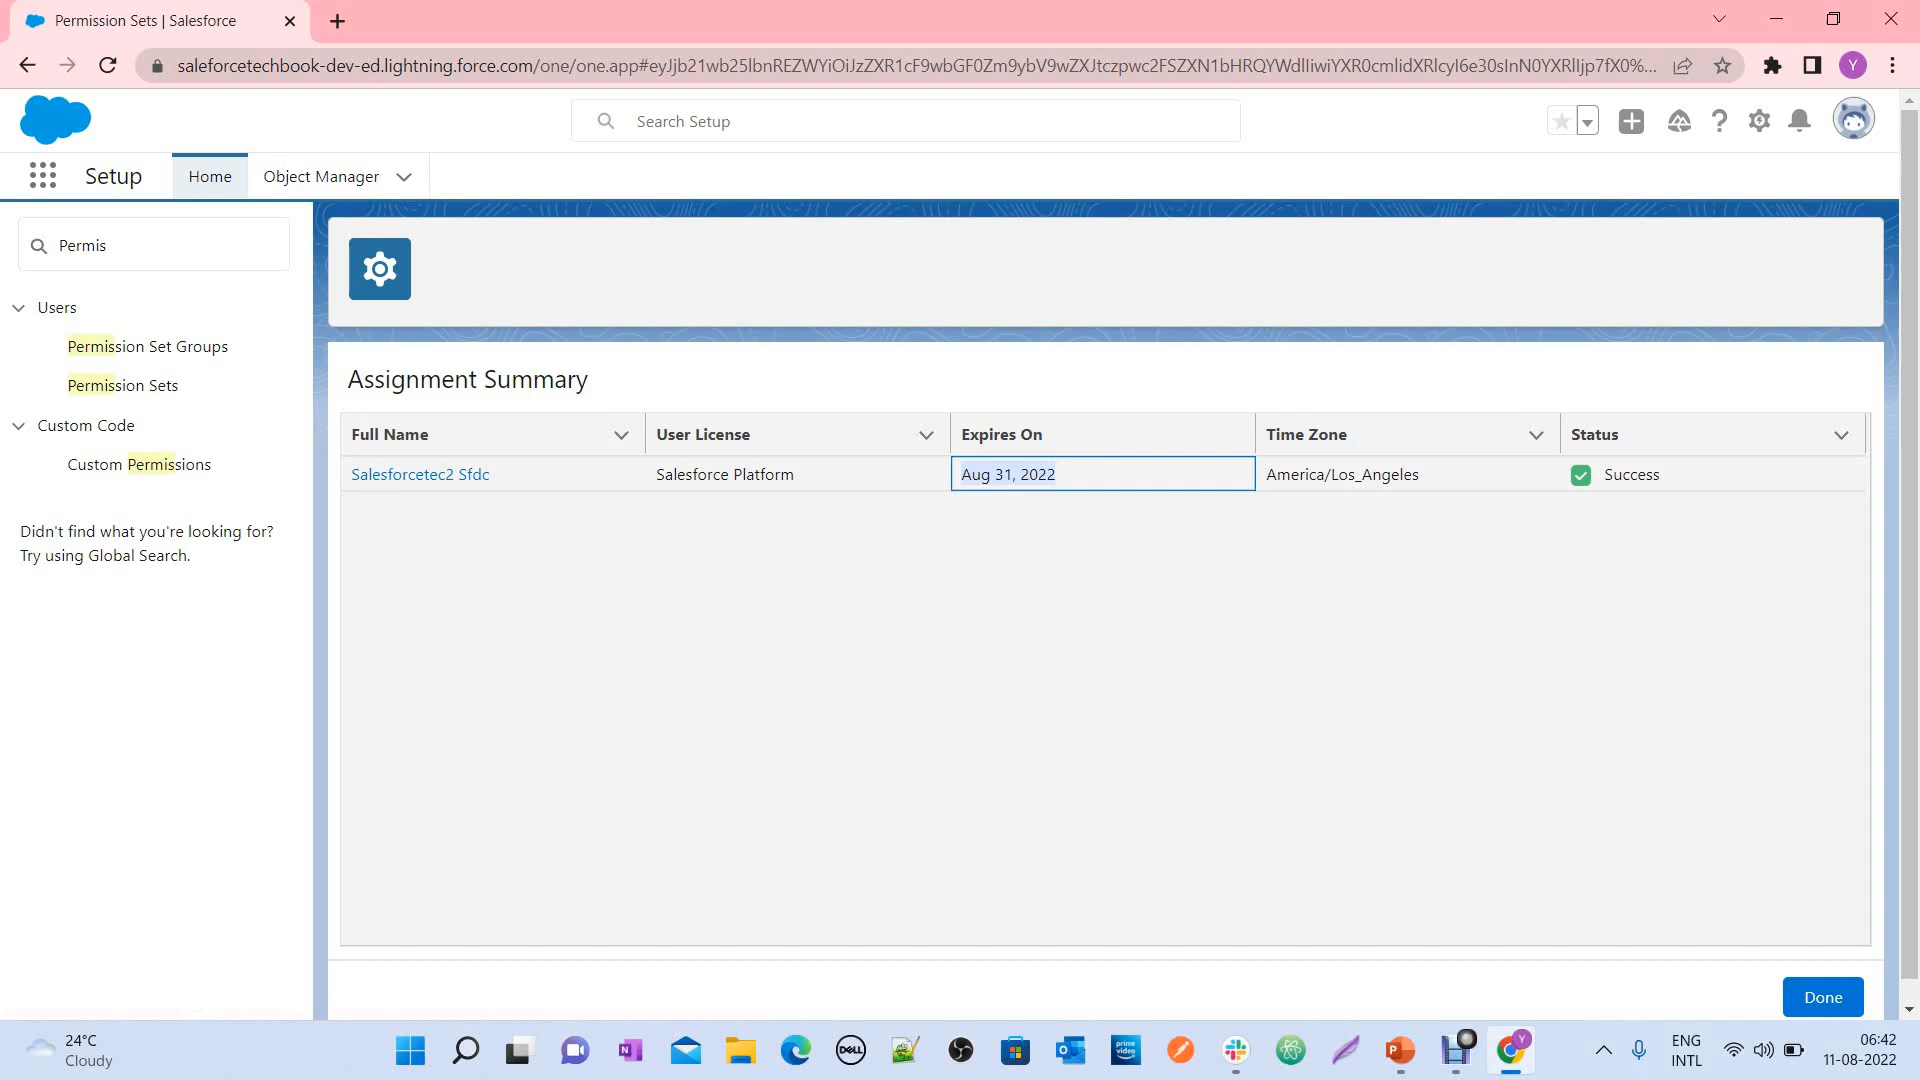 Permission Sets | Salesforce
saleforcetechbook-dev-ed.lightning.force.com/one/one.app#eyJjb21wb25lbnREZWYiOiJzZXR1cF9wbGF0Zm9ybV9wZXJtczpwc2FSZXN1bHRQYWdlIiwiYXR0cmlidXRlcyI6e30sInN0YXRlIjp7fX0%...
Y
Search Setup
Setup
Home
Object Manager
Permis
Users
Permission Set Groups
Permission Sets
Custom Code
Custom Permissions
Didn't find what you're looking for?
Try using Global Search.
Assignment Summary
Full Name
User License
Expires On
Time Zone
Status
Salesforcetec2 Sfdc
Salesforce Platform
Aug 31, 2022
America/Los_Angeles
Success
Done
24°C
Cloudy
DELL
prime video
Y
ENG
INTL
06:42
11-08-2022